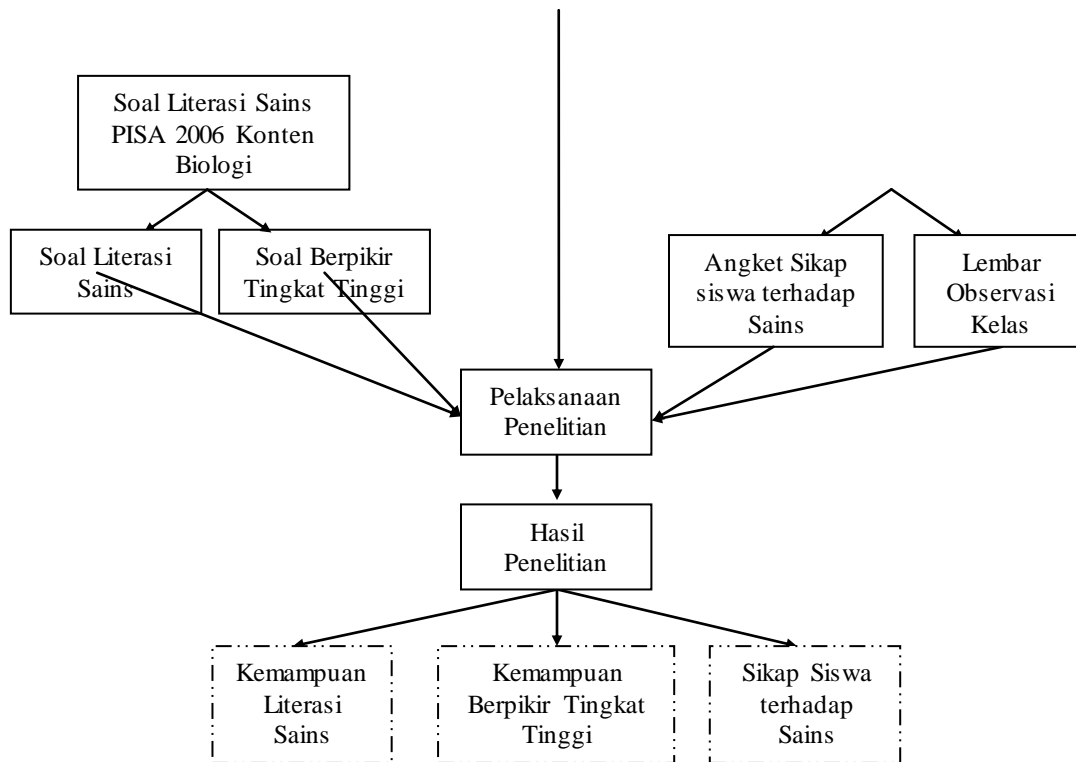 Soal Literasi Sains
PISA 2006 Konten
Biologi
Soal Literasi
Sains
Soal Berpikir
Tingkat Tinggi
Angket Sikap
siswa terhadap
Sains
Lembar
Observasi
Kelas
Pelaksanaan
Penelitian
Hasil
Penelitian
Kemampuan
Literasi
Sains
Kemampuan
Berpikir Tingkat
Tinggi
Sikap Siswa
terhadap
Sains